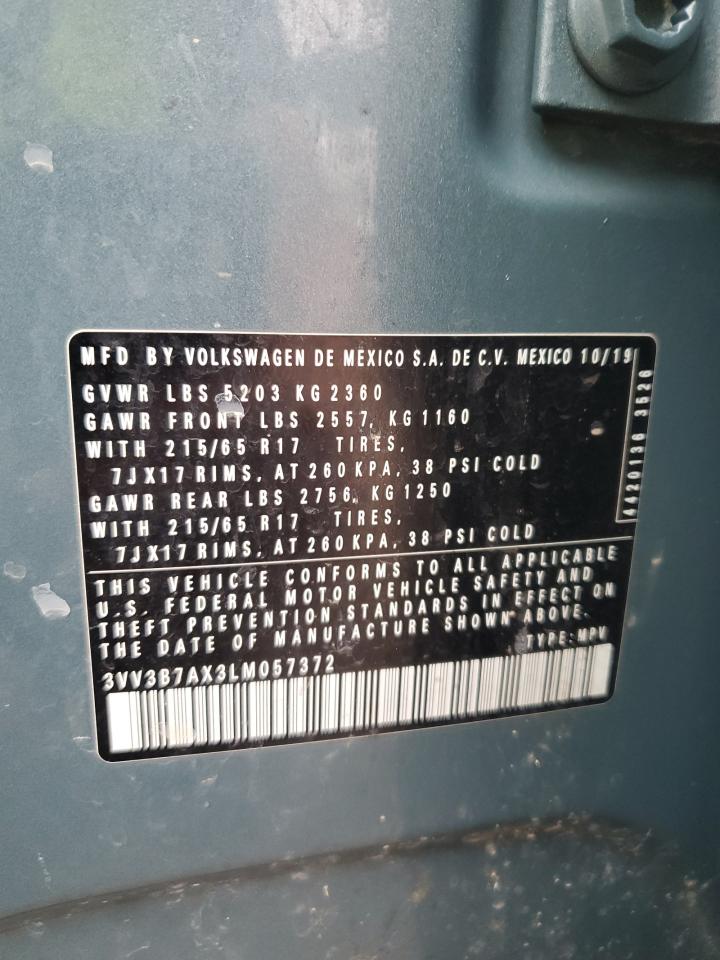 MFD BY VOLKSWAGEN DE MEXICO S.A. DE C.V. MEXICO 10/19
GVWR LBS 5203 KG 2360
GAWR FRONT LBS 2557, KG 1160
WITH 215/65 R17 TIRES,
7JX17 RIMS, AT 260 KPA, 38 PSI COLD
GAWR REAR LBS 2756, KG 1250
WITH 215/65 R17 TIRES,
7JX17 RIMS, AT 260 KPA, 38 PSI COLD
4420136 3526
THIS VEHICLE CONFORMS TO ALL APPLICABLE
U.S. FEDERAL MOTOR VEHICLE SAFETY AND
THEFT PREVENTION STANDARDS IN EFFECT ON
THE DATE OF MANUFACTURE SHOWN ABOVE.
TYPE: MPV
3VV3B7AX3LM057372